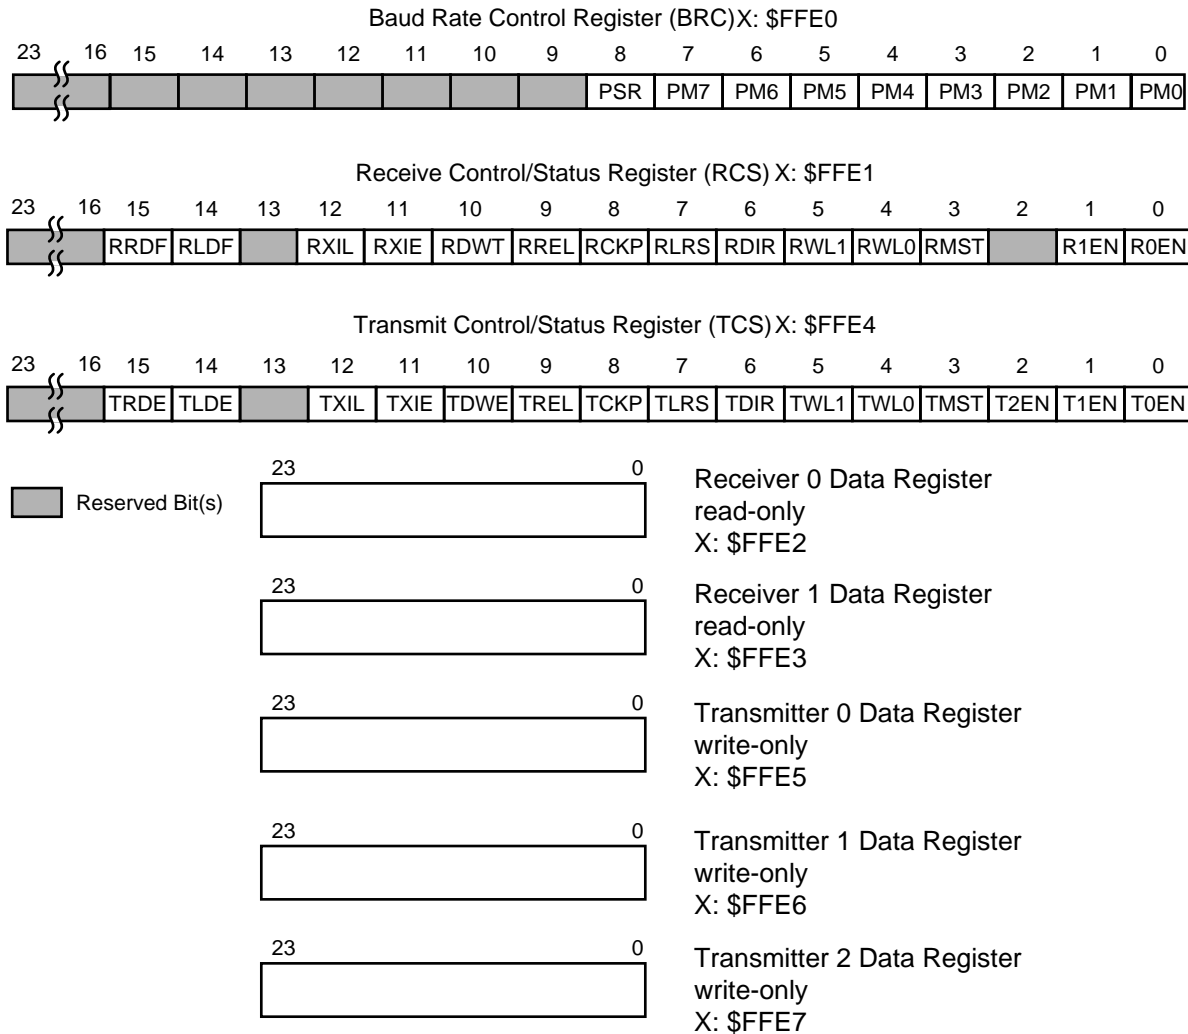 Baud Rate Control Register (BRC)X: $FFE0
23 16 15 14 13 12 11 10 9 8 7 6 5 4 3 2 1 0
PSR PM7 PM6 PM5 PM4 PM3 PM2 PM1 PM0
Receive Control/Status Register (RCS) X: $FFE1
23 16 15 14 13 12 11 10 9 8 7 6 5 4 3 2 1 0
RRDF RLDF RXIL RXIE RDWT RREL RCKP RLRS RDIR RWL1 RWL0 RMST R1EN R0EN
Transmit Control/Status Register (TCS) X: $FFE4
23 16 15 14 13 12 11 10 9 8 7 6 5 4 3 2 1 0
TRDE TLDE TXIL TXIE TDWE TREL TCKP TLRS TDIR TWL1 TWL0 TMST T2EN T1EN T0EN
Reserved Bit(s)
23 0
Receiver 0 Data Register
read-only
X: $FFE2
23 0
Receiver 1 Data Register
read-only
X: $FFE3
23 0
Transmitter 0 Data Register
write-only
X: $FFE5
23 0
Transmitter 1 Data Register
write-only
X: $FFE6
23 0
Transmitter 2 Data Register
write-only
X: $FFE7